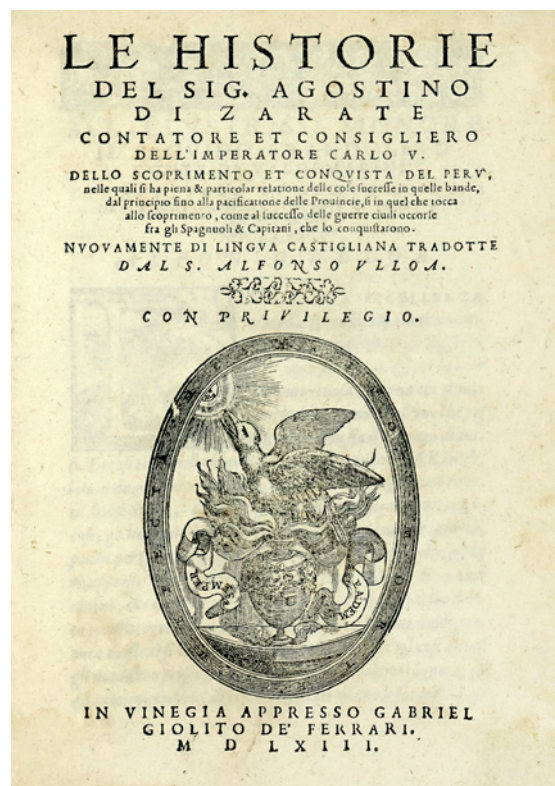 LE HISTORIE
DEL SIG. AGOSTINO
DI ZARATE
CONTATORE ET CONSIGLIERO
DELL'IMPERATORE CARLO V.
DELLO SCOPRIMENTO ET CONQVISTA DEL PERV',
nelle quali ſi ha piena & particolar relatione delle coſe ſucceſſe in quelle bande,
dal principio fino alla pacificatione delle Prouincie, ſi in quel che tocca
allo ſcoprimento, come al ſucceſſo delle guerre ciuili occorſe
fra gli Spagnuoli & Capitani, che lo conquiſtarono.
NVOVAMENTE DI LINGVA CASTIGLIANA TRADOTTE
DAL S. ALFONSO VLLOA.
CON PRIVILEGIO.
SEMPER
EADEM
IN VINEGIA APPRESSO GABRIEL
GIOLITO DE' FERRARI.
M D LXIII.